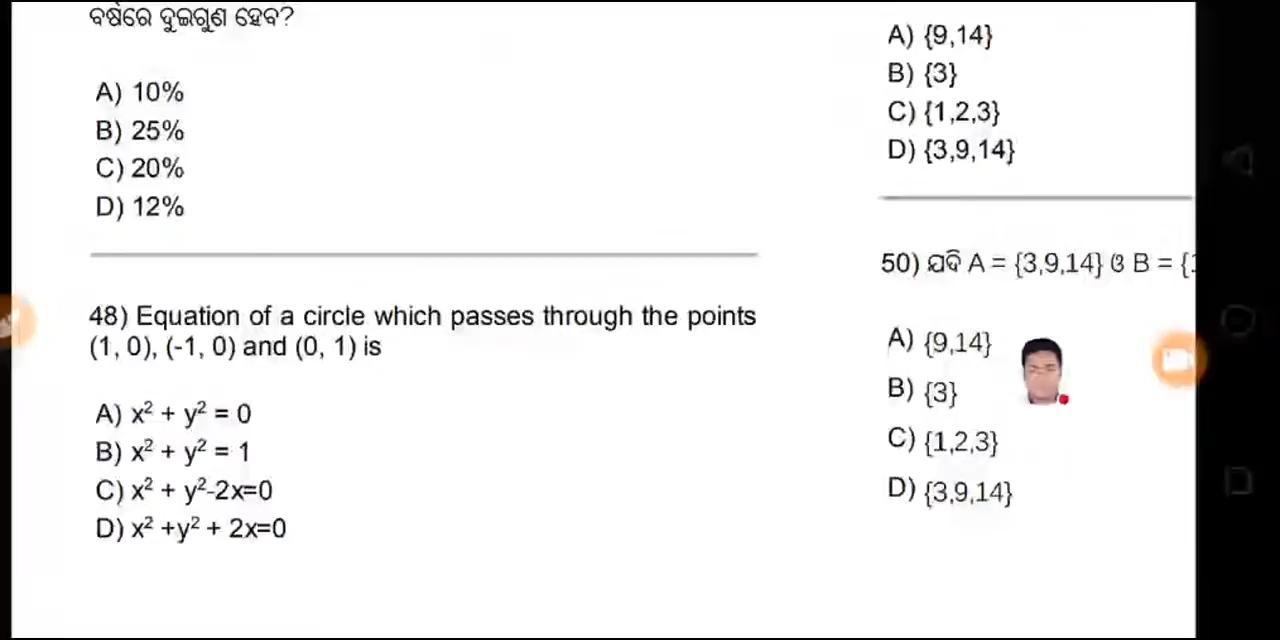 ବର୍ଷରେ ଦୁଇଗୁଣ ହେବ?
A) 10%
B) 25%
C) 20%
D) 12%
48) Equation of a circle which passes through the points
(1, 0), (-1, 0) and (0, 1) is
A) x² + y² = 0
B) x² + y² = 1
C) x² + y²-2x=0
D) x² +y² + 2x=0
A) {9,14}
B) {3}
C) {1,2,3}
D) {3,9,14}
50) ଯଦି A = {3,9,14} ଓ B = {
A) {9,14}
B) {3}
C) {1,2,3}
D) {3,9,14}